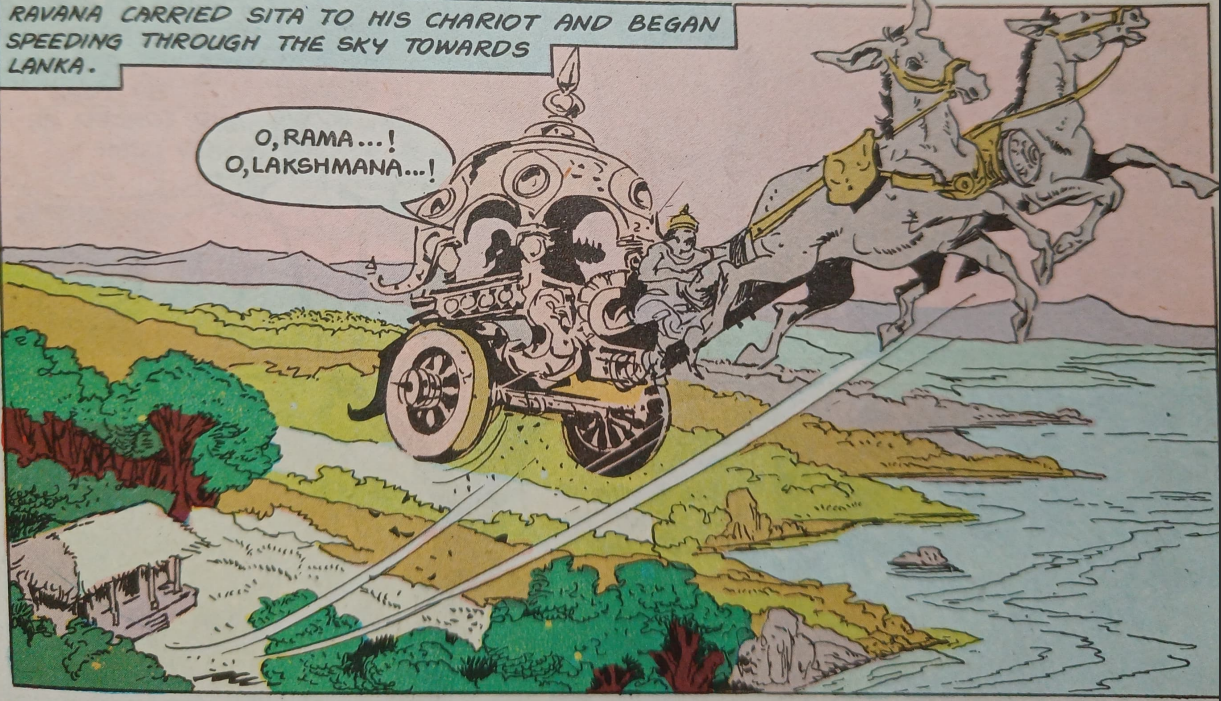 RAVANA CARRIED SITA TO HIS CHARIOT AND BEGAN
SPEEDING THROUGH THE SKY TOWARDS
LANKA.
O, RAMA...!
O, LAKSHMANA...!